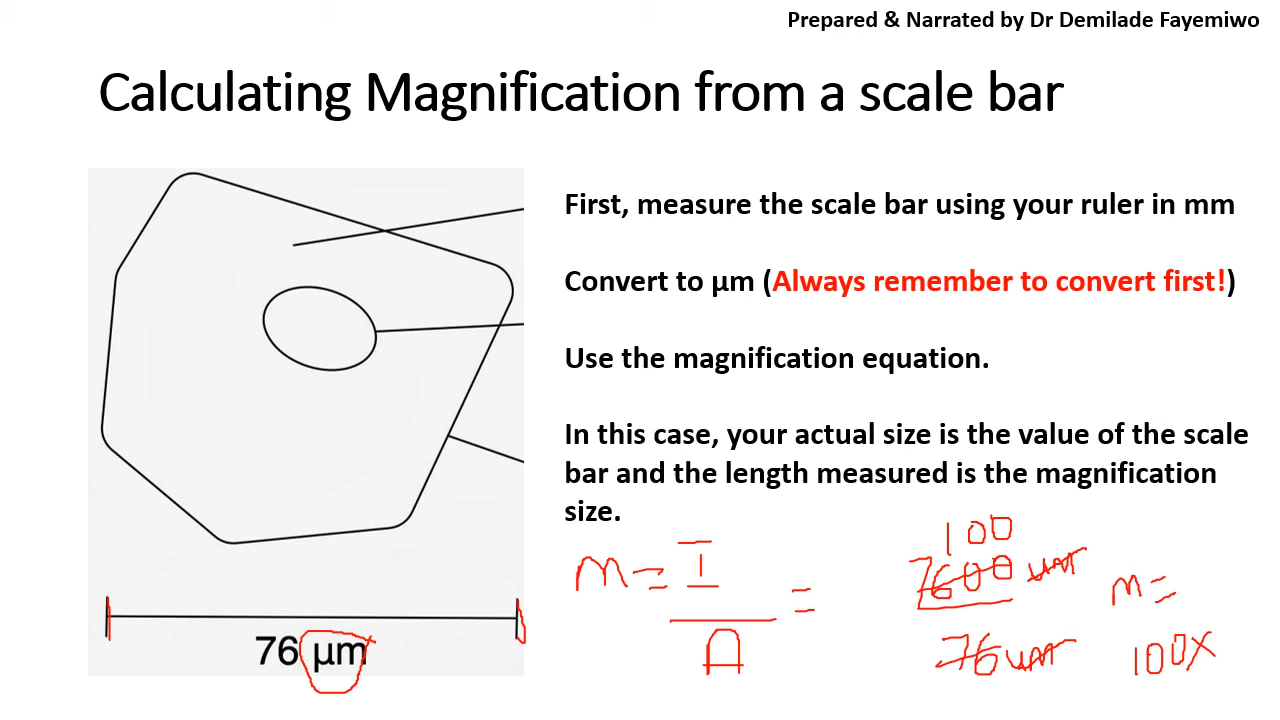 Prepared & Narrated by Dr Demilade Fayemiwo
Calculating Magnification from a scale bar
First, measure the scale bar using your ruler in mm
Convert to µm (Always remember to convert first!)
Use the magnification equation.
In this case, your actual size is the value of the scale
bar and the length measured is the magnification
size.
76 µm
M = I
A
=
100
7600 um
76 um
M =
100X